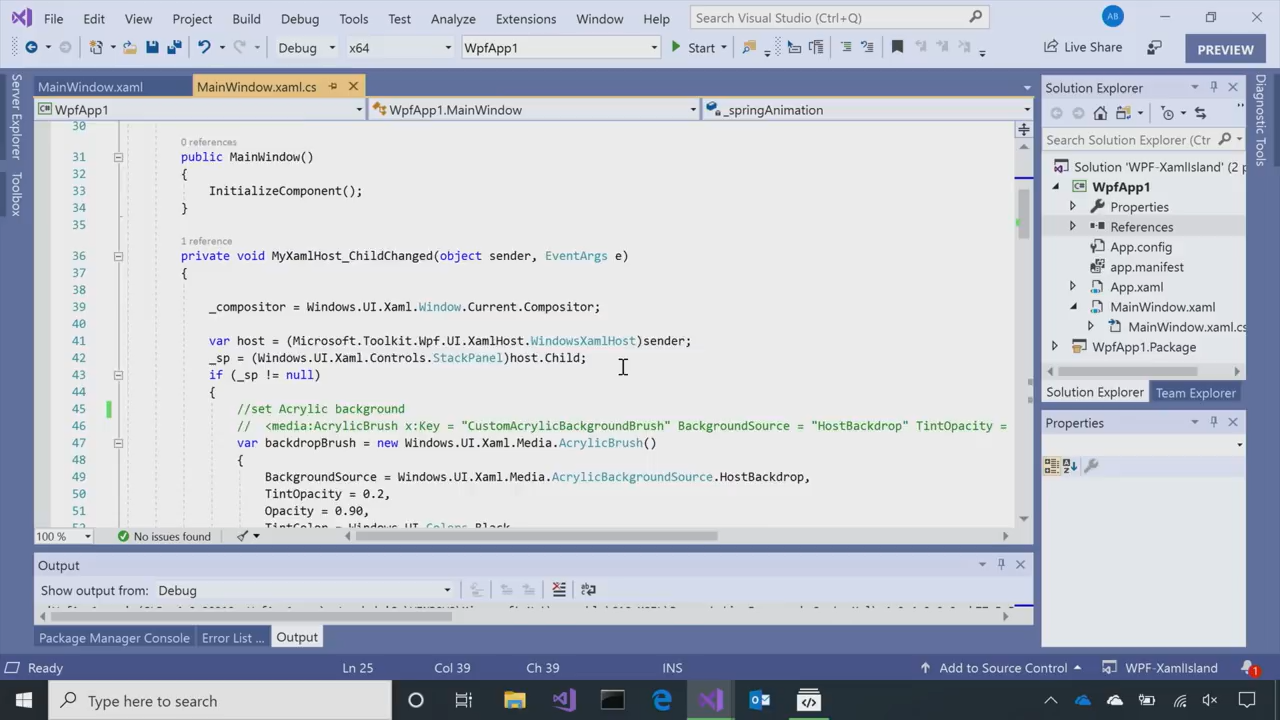 File Edit View Project Build Debug Tools Test Analyze Extensions Window Help Search Visual Studio (Ctrl+Q) AB
Debug x64 WpfApp1 Start Live Share PREVIEW
Server Explorer
Toolbox
MainWindow.xaml MainWindow.xaml.cs
WpfApp1 WpfApp1.MainWindow _springAnimation
30
0 references
31 public MainWindow()
32 {
33 InitializeComponent();
34 }
35
1 reference
36 private void MyXamlHost_ChildChanged(object sender, EventArgs e)
37 {
38
39 _compositor = Windows.UI.Xaml.Window.Current.Compositor;
40
41 var host = (Microsoft.Toolkit.Wpf.UI.XamlHost.WindowsXamlHost)sender;
42 _sp = (Windows.UI.Xaml.Controls.StackPanel)host.Child;
43 if (_sp != null)
44 {
45 //set Acrylic background
46 // <media:AcrylicBrush x:Key = "CustomAcrylicBackgroundBrush" BackgroundSource = "HostBackdrop" TintOpacity =
47 var backdropBrush = new Windows.UI.Xaml.Media.AcrylicBrush()
48 {
49 BackgroundSource = Windows.UI.Xaml.Media.AcrylicBackgroundSource.HostBackdrop,
50 TintOpacity = 0.2,
51 Opacity = 0.90,
52 TintColor = Windows.UI.Colors.Black
100 % No issues found
Output
Show output from: Debug
Package Manager Console Error List ... Output
Solution Explorer
Search Solution Explorer (Ctr
Solution 'WPF-XamlIsland' (2 p
WpfApp1
Properties
References
App.config
app.manifest
App.xaml
MainWindow.xaml
MainWindow.xaml.cs
WpfApp1.Package
Solution Explorer Team Explorer
Properties
Diagnostic Tools
Ready Ln 25 Col 39 Ch 39 INS Add to Source Control WPF-XamlIsland 1
Type here to search